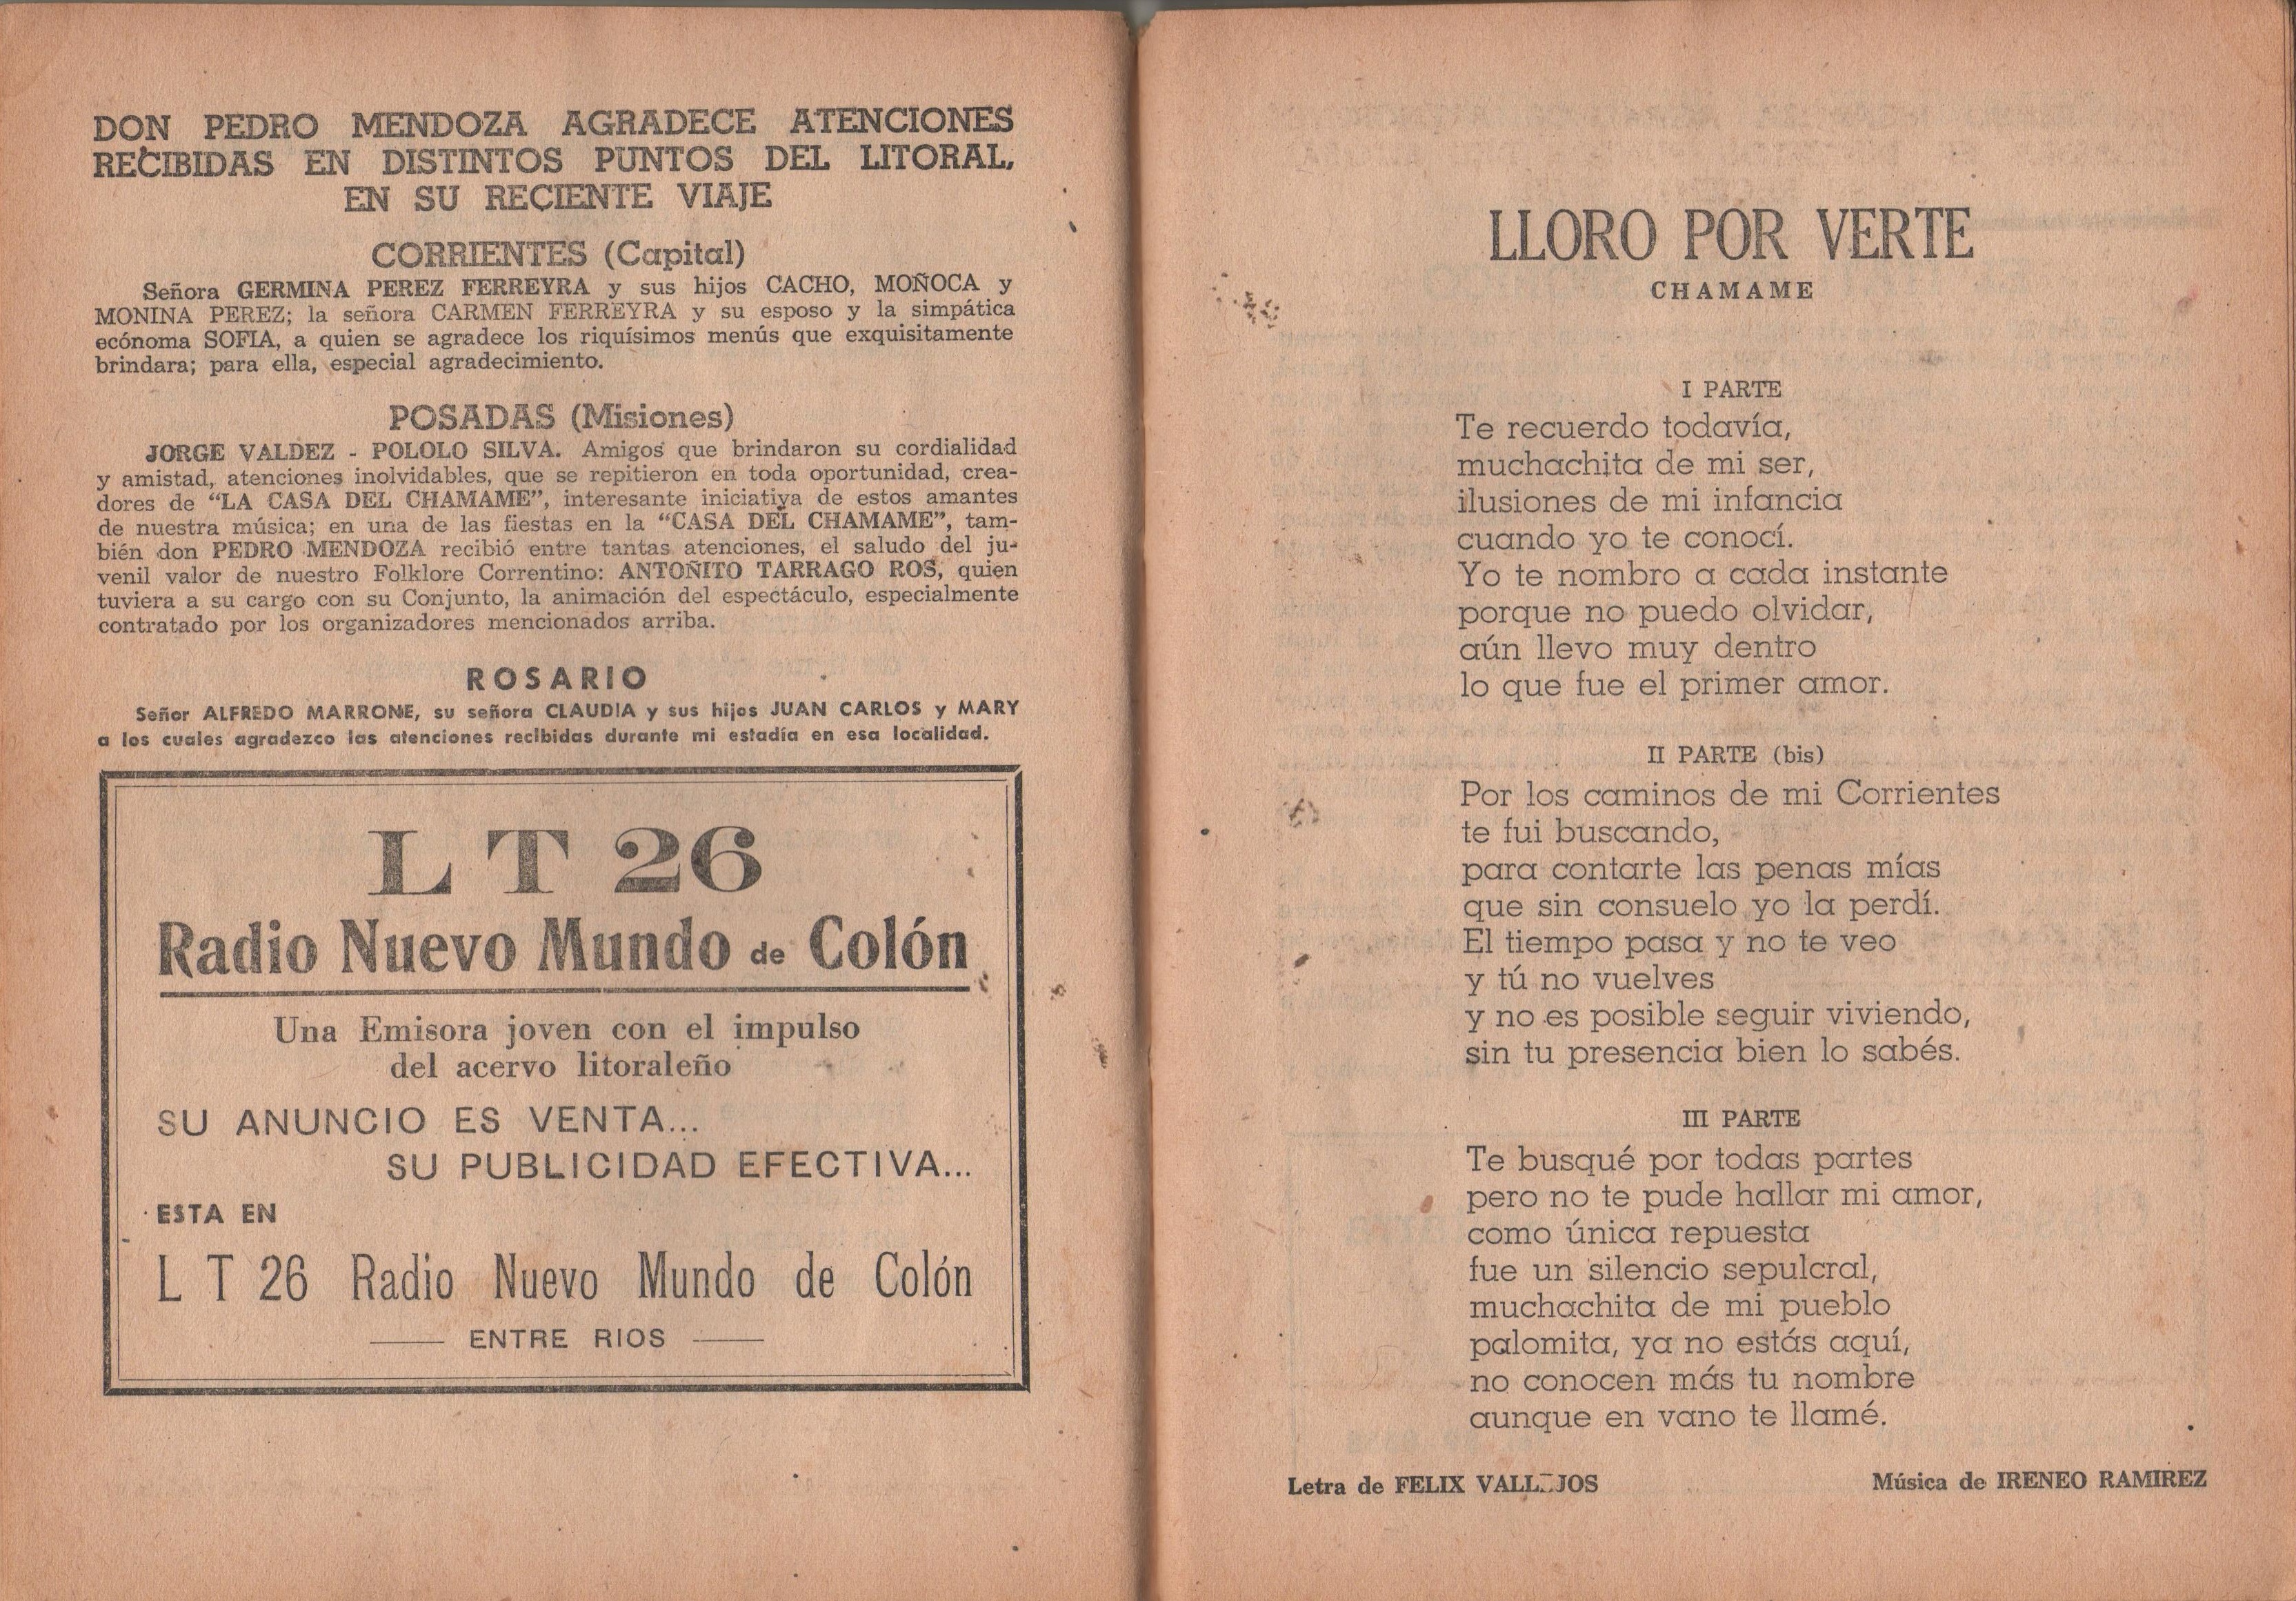 DON PEDRO MENDOZA AGRADECE ATENCIONES
RECIBIDAS EN DISTINTOS PUNTOS DEL LITORAL,
EN SU RECIENTE VIAJE
CORRIENTES (Capital)
Señora GERMINA PEREZ FERREYRA y sus hijos CACHO, MOÑOCA y
MONINA PEREZ; la señora CARMEN FERREYRA y su esposo y la simpática
ecónoma SOFIA, a quien se agradece los riquísimos menús que exquisitamente
brindara; para ella, especial agradecimiento.
POSADAS (Misiones)
JORGE VALDEZ - POLOLO SILVA. Amigos que brindaron su cordialidad
y amistad, atenciones inolvidables, que se repitieron en toda oportunidad, crea-
dores de “LA CASA DEL CHAMAME”, interesante iniciativa de estos amantes
de nuestra música; en una de las fiestas en la “CASA DEL CHAMAME”, tam-
bién don PEDRO MENDOZA recibió entre tantas atenciones, el saludo del ju-
venil valor de nuestro Folklore Correntino: ANTOÑITO TARRAGO ROS, quien
tuviera a su cargo con su Conjunto, la animación del espectáculo, especialmente
contratado por los organizadores mencionados arriba.
ROSARIO
Señor ALFREDO MARRONE, su señora CLAUDIA y sus hijos JUAN CARLOS y MARY
a los cuales agradezco las atenciones recibidas durante mi estadía en esa localidad.
L T 26
Radio Nuevo Mundo de Colón
Una Emisora joven con el impulso
del acervo litoraleño
SU ANUNCIO ES VENTA...
SU PUBLICIDAD EFECTIVA...
ESTA EN
L T 26 Radio Nuevo Mundo de Colón
ENTRE RIOS
LLORO POR VERTE
CHAMAME
I PARTE
Te recuerdo todavía,
muchachita de mi ser,
ilusiones de mi infancia
cuando yo te conocí.
Yo te nombro a cada instante
porque no puedo olvidar,
aún llevo muy dentro
lo que fue el primer amor.
II PARTE (bis)
Por los caminos de mi Corrientes
te fui buscando,
para contarte las penas mías
que sin consuelo yo la perdí.
El tiempo pasa y no te veo
y tú no vuelves
y no es posible seguir viviendo,
sin tu presencia bien lo sabés.
III PARTE
Te busqué por todas partes
pero no te pude hallar mi amor,
como única repuesta
fue un silencio sepulcral,
muchachita de mi pueblo
palomita, ya no estás aquí,
no conocen más tu nombre
aunque en vano te llamé.
Letra de FELIX VALLEJOS
Música de IRENEO RAMIREZ